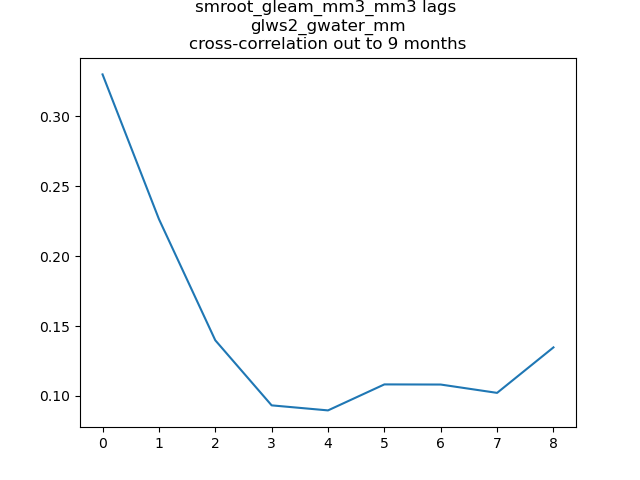 smroot_gleam_mm3_mm3 lags
glws2_gwater_mm
cross-correlation out to 9 months
0.30
0.25
0.20
0.15
0.10
0 1 2 3 4 5 6 7 8